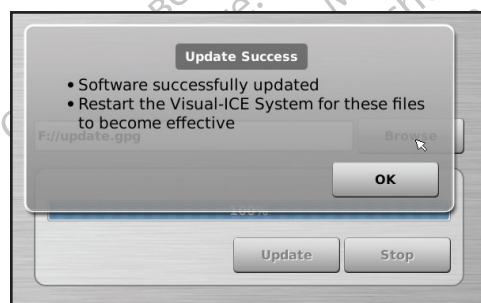 Update Success
• Software successfully updated
• Restart the Visual-ICE System for these files
to become effective
F://update.gpg
Browse
OK
100%
Update
Stop